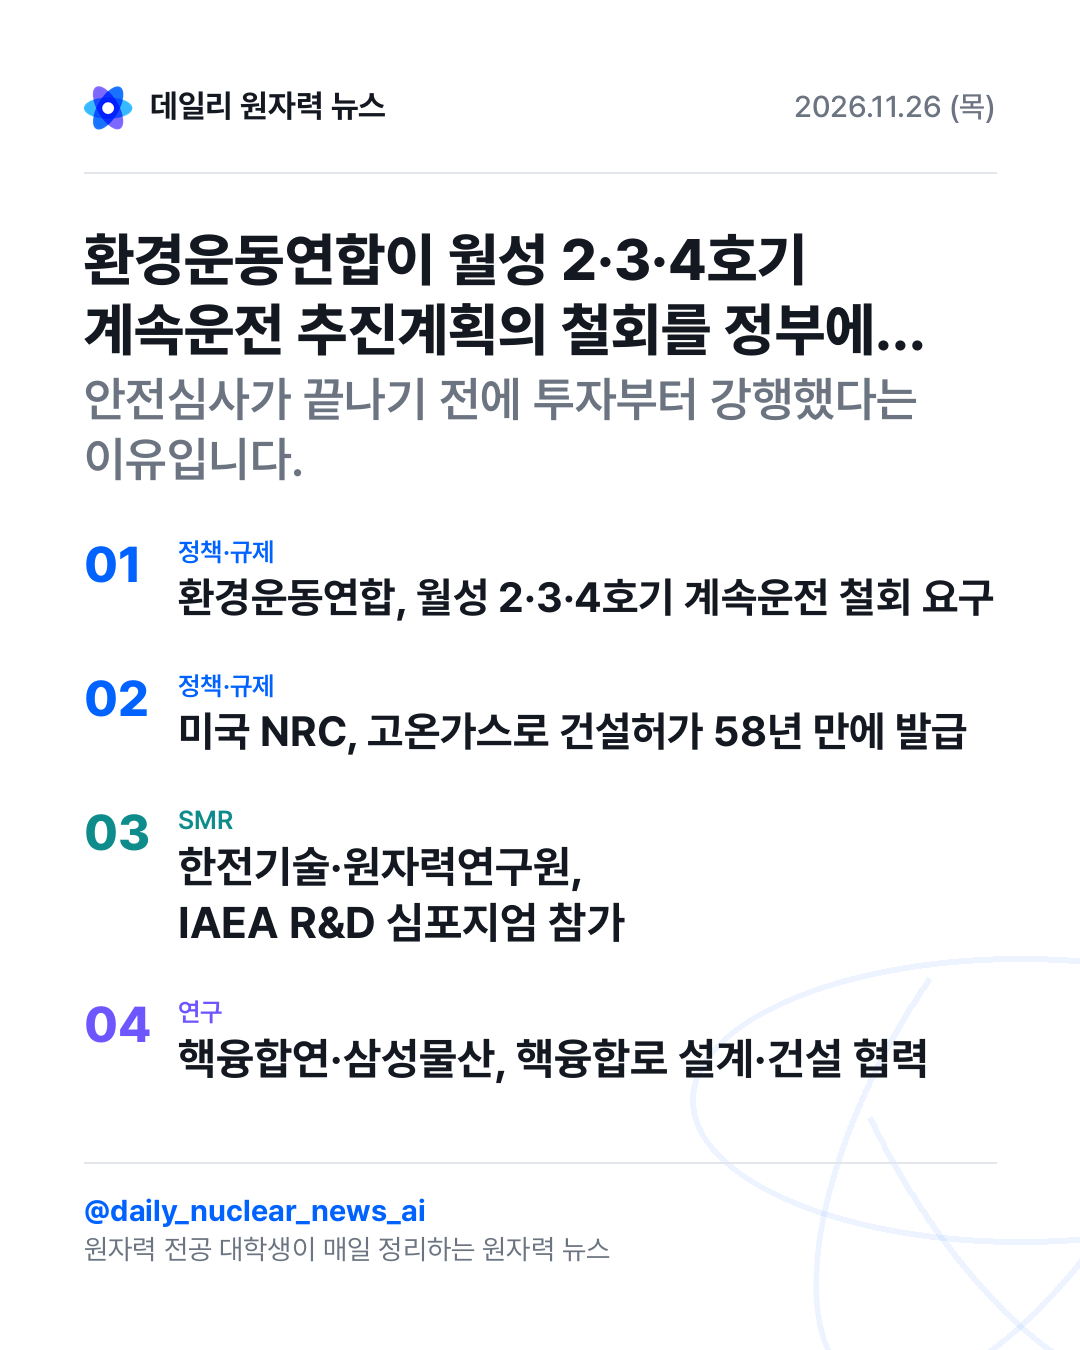 데일리 원자력 뉴스
2026.11.26 (목)
환경운동연합이 월성 2·3·4호기
계속운전 추진계획의 철회를 정부에...
안전심사가 끝나기 전에 투자부터 강행했다는
이유입니다.
01
정책·규제
환경운동연합, 월성 2·3·4호기 계속운전 철회 요구
02
정책·규제
미국 NRC, 고온가스로 건설허가 58년 만에 발급
03
SMR
한전기술·원자력연구원,
IAEA R&D 심포지엄 참가
04
연구
핵융합연·삼성물산, 핵융합로 설계·건설 협력
@daily_nuclear_news_ai
원자력 전공 대학생이 매일 정리하는 원자력 뉴스